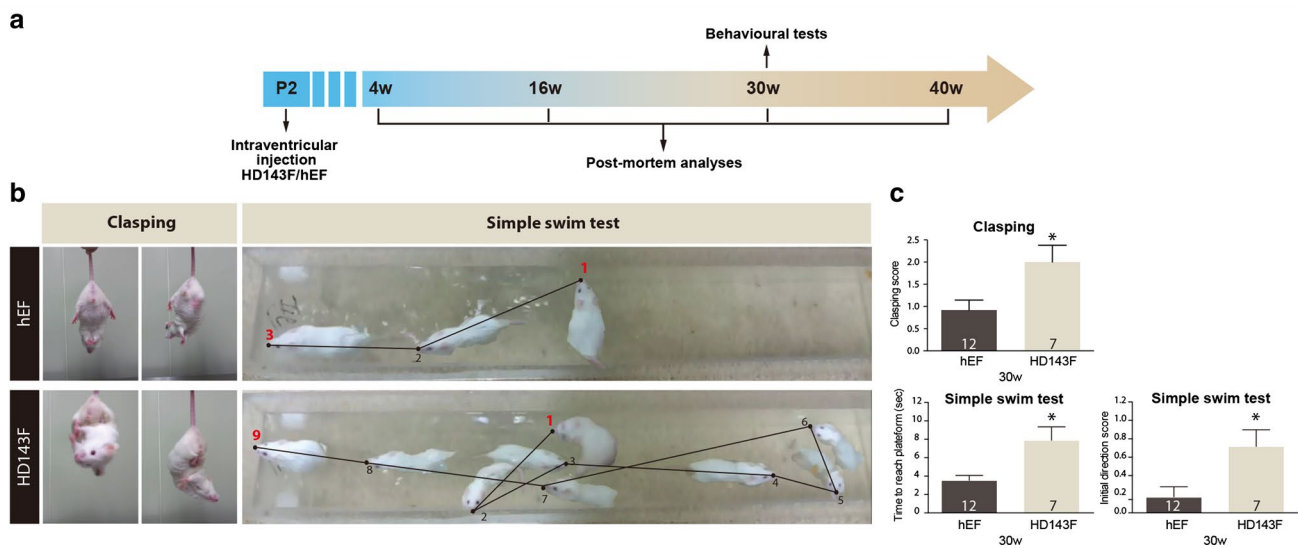 a
Behavioural tests
P2
4w
16w
30w
40w
Intraventricular
injection
HD143F/hEF
Post-mortem analyses
b
Clasping
Simple swim test
hEF
1
2
3
HD143F
1
2
3
4
5
6
7
8
9
c
Clasping
*
Clasping score
2.5
2.0
1.5
1.0
0.5
0.0
12
7
hEF
HD143F
30w
Simple swim test
*
Time to reach plateform (sec)
10
8
6
4
2
0
12
7
hEF
HD143F
30w
Simple swim test
*
Initial direction score
1.2
1.0
0.8
0.6
0.4
0.2
0.0
12
7
hEF
HD143F
30w